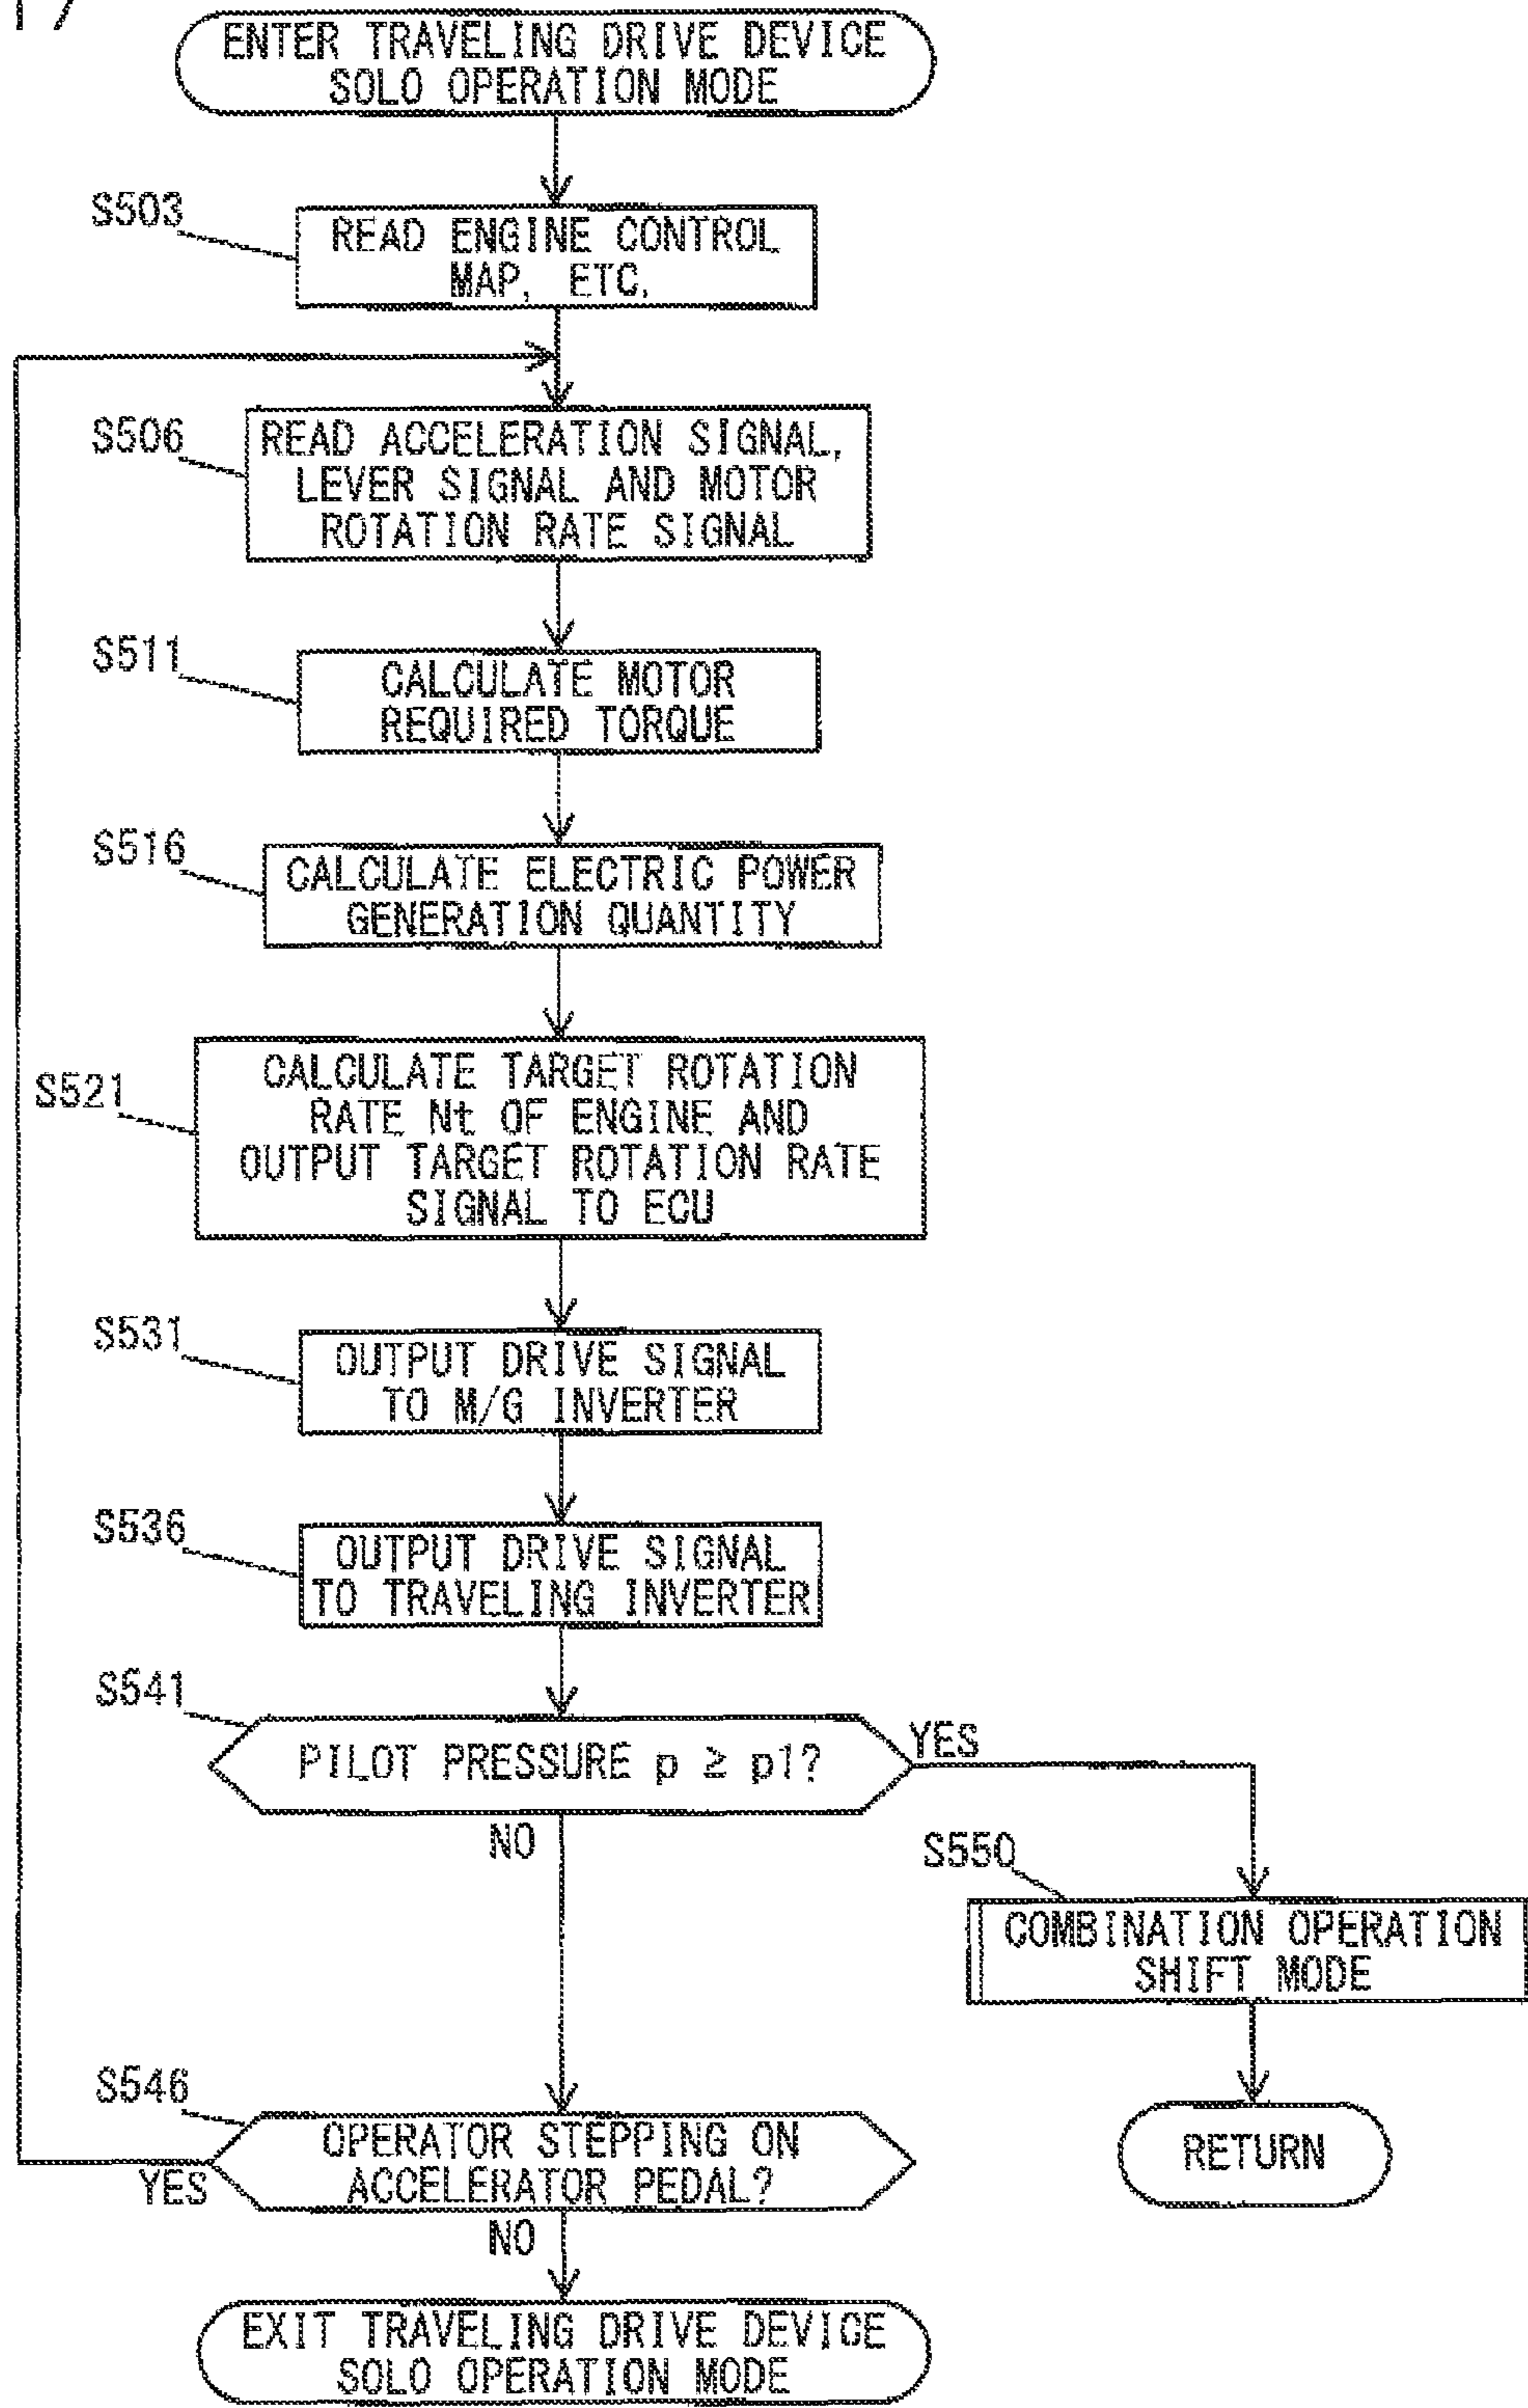 17
ENTER TRAVELING DRIVE DEVICE
SOLO OPERATION MODE
S503
READ ENGINE CONTROL
MAP, ETC.
S506
READ ACCELERATION SIGNAL,
LEVER SIGNAL AND MOTOR
ROTATION RATE SIGNAL
S511
CALCULATE MOTOR
REQUIRED TORQUE
S516
CALCULATE ELECTRIC POWER
GENERATION QUANTITY
S521
CALCULATE TARGET ROTATION
RATE Nt OF ENGINE AND
OUTPUT TARGET ROTATION RATE
SIGNAL TO ECU
S531
OUTPUT DRIVE SIGNAL
TO M/G INVERTER
S536
OUTPUT DRIVE SIGNAL
TO TRAVELING INVERTER
S541
PILOT PRESSURE p ≥ p1?
YES
NO
S550
COMBINATION OPERATION
SHIFT MODE
RETURN
S546
OPERATOR STEPPING ON
ACCELERATOR PEDAL?
YES
NO
EXIT TRAVELING DRIVE DEVICE
SOLO OPERATION MODE